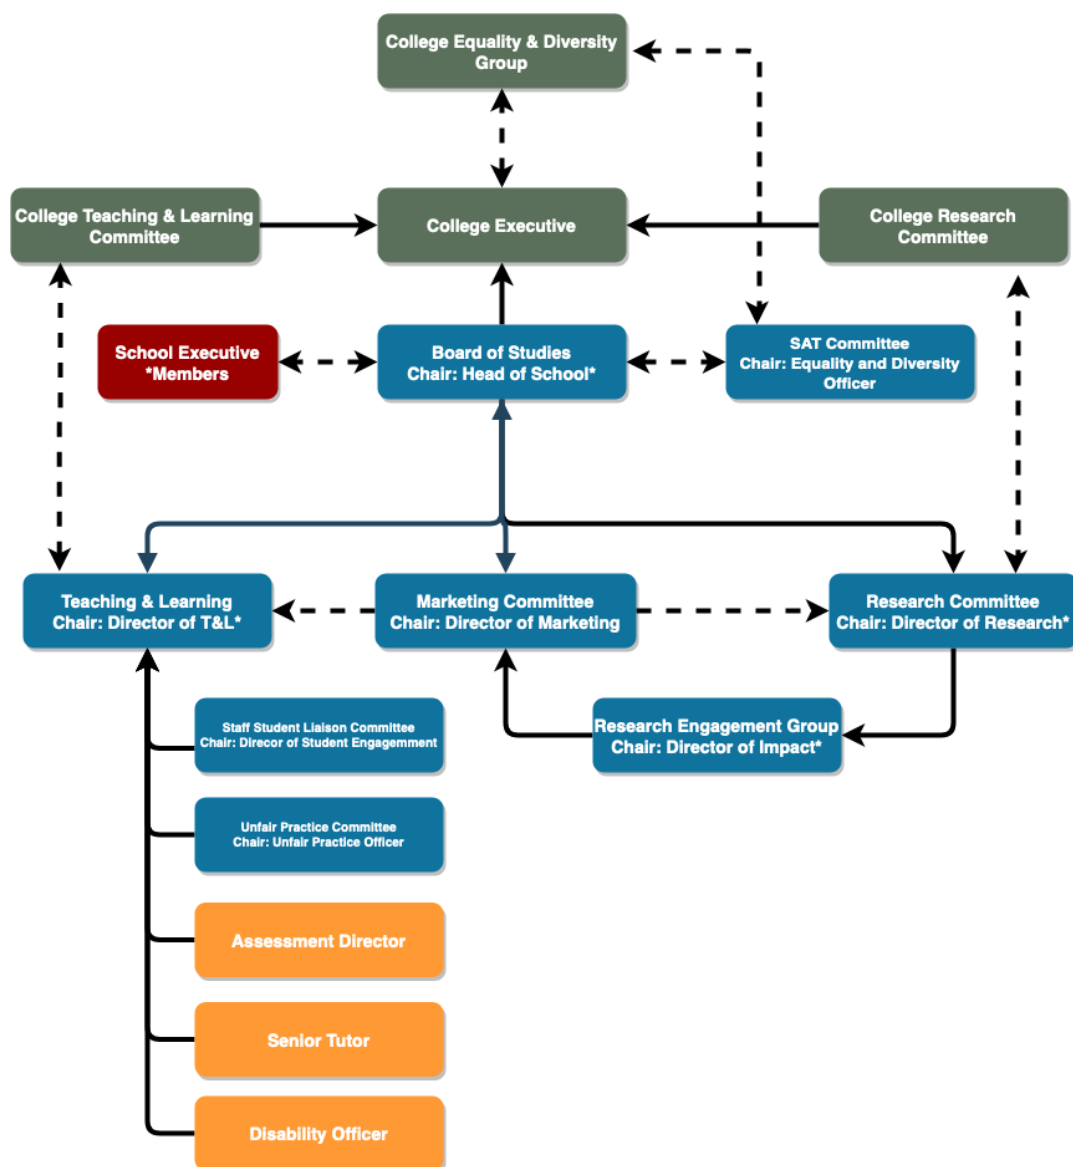 College Equality & Diversity
Group
College Teaching & Learning
Committee
College Executive
College Research
Committee
School Executive
*Members
Board of Studies
Chair: Head of School*
SAT Committee
Chair: Equality and Diversity
Officer
Teaching & Learning
Chair: Director of T&L*
Marketing Committee
Chair: Director of Marketing
Research Committee
Chair: Director of Research*
Staff Student Liaison Committee
Chair: Direcor of Student Engagemment
Research Engagement Group
Chair: Director of Impact*
Unfair Practice Committee
Chair: Unfair Practice Officer
Assessment Director
Senior Tutor
Disability Officer